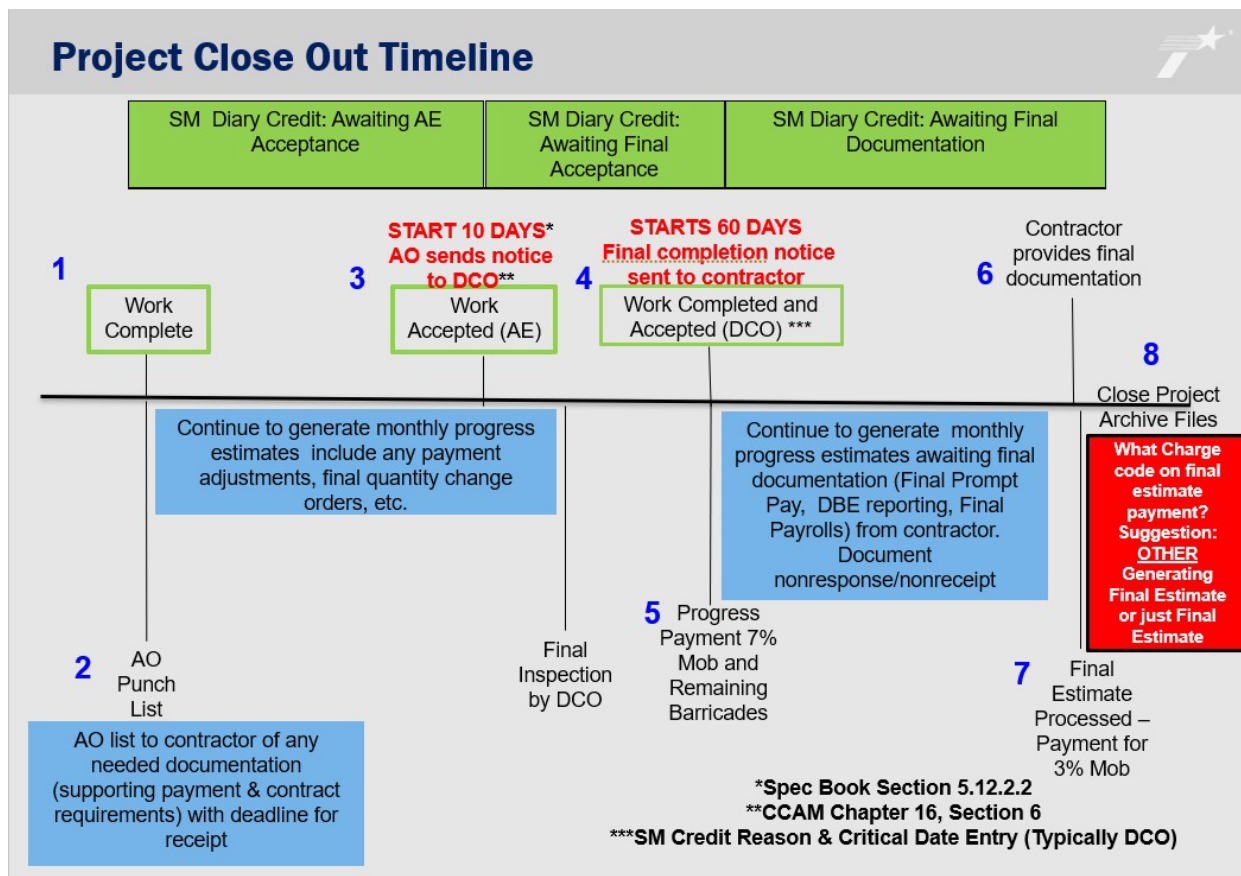 Project Close Out Timeline
SM Diary Credit: Awaiting AE
Acceptance
SM Diary Credit:
Awaiting Final
Acceptance
SM Diary Credit: Awaiting Final
Documentation
1
Work
Complete
3
START 10 DAYS*
AO sends notice
to DCO**
Work
Accepted (AE)
4
STARTS 60 DAYS
Final completion notice
sent to contractor
Work Completed and
Accepted (DCO) ***
6
Contractor
provides final
documentation
8
Close Project
Archive Files
What Charge
code on final
estimate
payment?
Suggestion:
OTHER
Generating
Final Estimate
or just Final
Estimate
Continue to generate monthly progress
estimates include any payment
adjustments, final quantity change
orders, etc.
Continue to generate monthly
progress estimates awaiting final
documentation (Final Prompt
Pay, DBE reporting, Final
Payrolls) from contractor.
Document
nonresponse/nonreceipt
2
AO
Punch
List
AO list to contractor of any
needed documentation
(supporting payment & contract
requirements) with deadline for
receipt
Final
Inspection
by DCO
5
Progress
Payment 7%
Mob and
Remaining
Barricades
7
Final
Estimate
Processed –
Payment for
3% Mob
*Spec Book Section 5.12.2.2
**CCAM Chapter 16, Section 6
***SM Credit Reason & Critical Date Entry (Typically DCO)